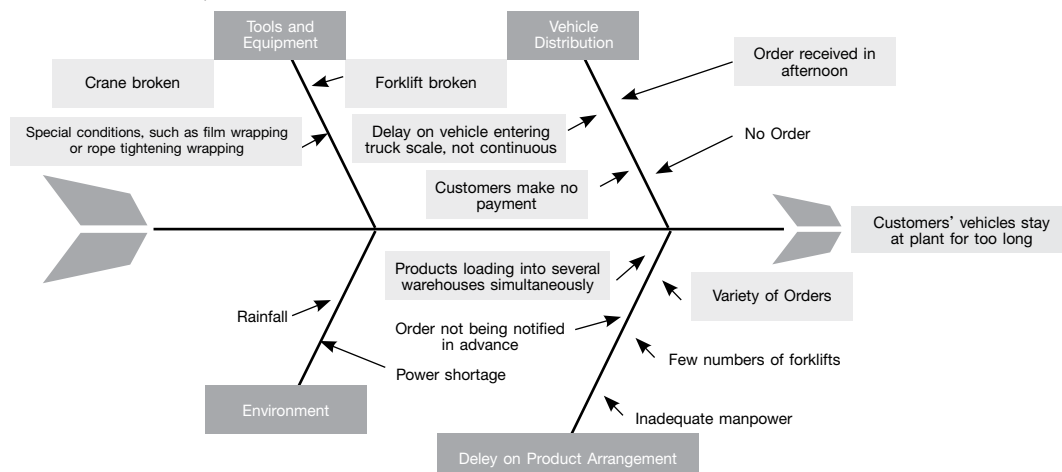 Tools and
Equipment
Vehicle
Distribution
Crane broken
Forklift broken
Order received in
afternoon
Special conditions, such as film wrapping
or rope tightening wrapping
Delay on vehicle entering
truck scale, not continuous
No Order
Customers make no
payment
Customers’ vehicles stay
at plant for too long
Products loading into several
warehouses simultaneously
Variety of Orders
Rainfall
Order not being notified
in advance
Few numbers of forklifts
Power shortage
Environment
Inadequate manpower
Deley on Product Arrangement